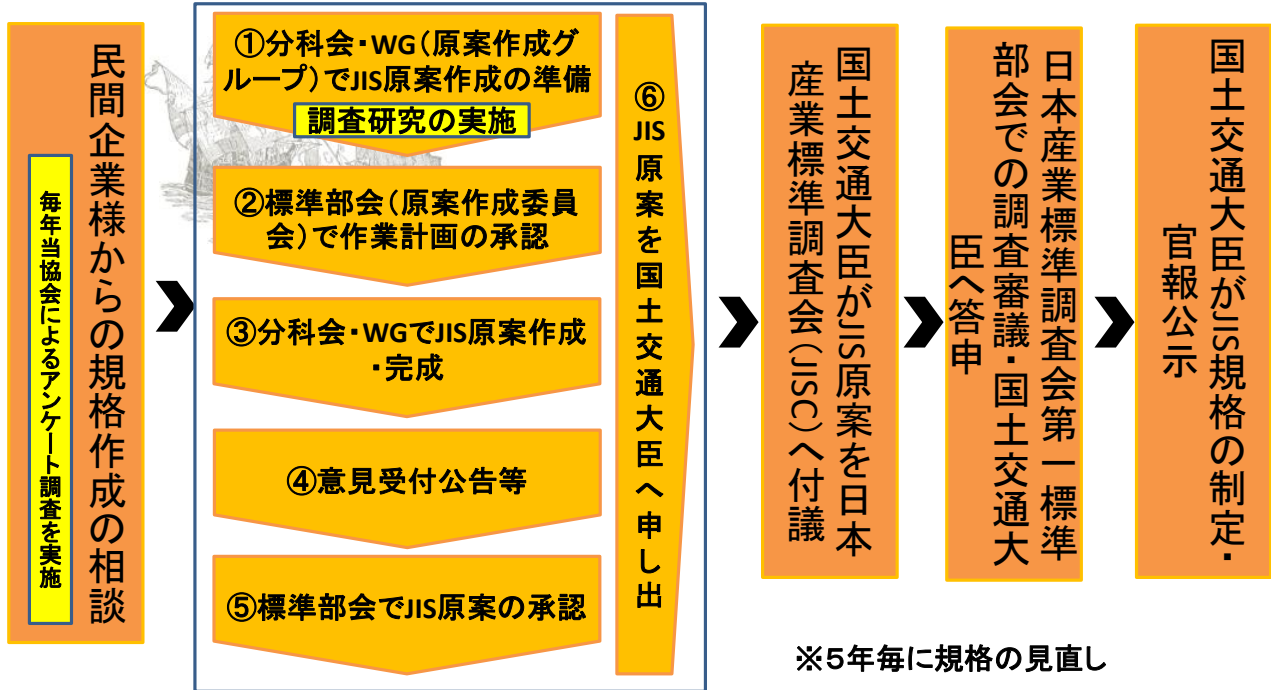 民間企業様からの規格作成の相談
毎年当協会によるアンケート調査を実施
①分科会・WG(原案作成グ
ループ)でJIS原案作成の準備
調査研究の実施
②標準部会(原案作成委員
会)で作業計画の承認
③分科会・WGでJIS原案作成
・完成
④意見受付公告等
⑤標準部会でJIS原案の承認
⑥JIS原案を国土交通大臣へ申し出
国土交通大臣がJIS原案を日本
産業標準調査会(JISC)へ付議
日本産業標準調査会第一標準
部会での調査審議・国土交通大
臣へ答申
国土交通大臣がJIS規格の制定・
官報公示
※5年毎に規格の見直し